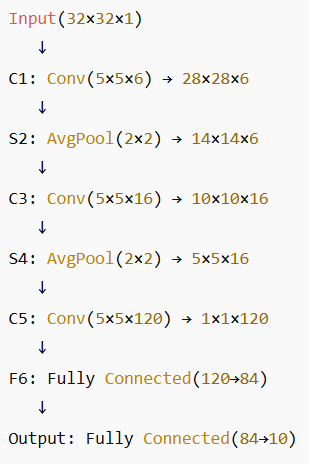 Input(32×32×1)
↓
C1: Conv(5×5×6) → 28×28×6
↓
S2: AvgPool(2×2) → 14×14×6
↓
C3: Conv(5×5×16) → 10×10×16
↓
S4: AvgPool(2×2) → 5×5×16
↓
C5: Conv(5×5×120) → 1×1×120
↓
F6: Fully Connected(120→84)
↓
Output: Fully Connected(84→10)